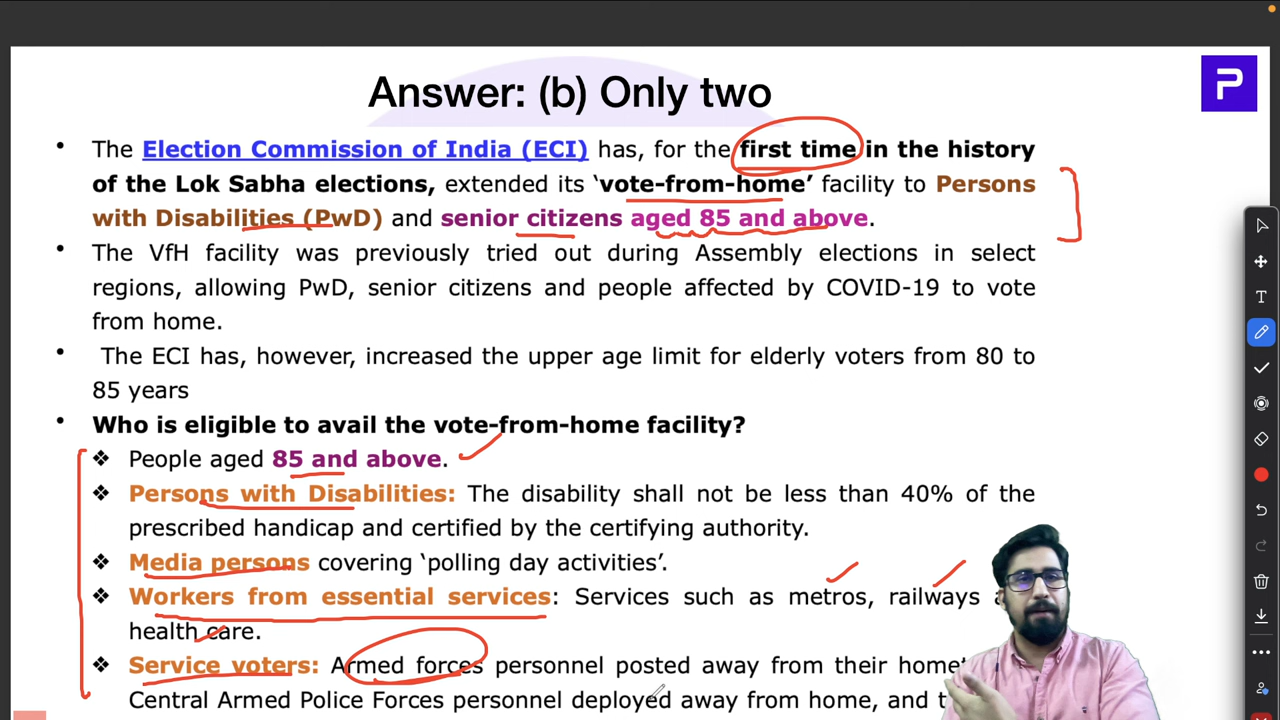 Answer: (b) Only two
P
• The Election Commission of India (ECI) has, for the first time in the history
of the Lok Sabha elections, extended its ‘vote-from-home’ facility to Persons
with Disabilities (PwD) and senior citizens aged 85 and above.
• The VfH facility was previously tried out during Assembly elections in select
regions, allowing PwD, senior citizens and people affected by COVID-19 to vote
from home.
• The ECI has, however, increased the upper age limit for elderly voters from 80 to
85 years
• Who is eligible to avail the vote-from-home facility?
❖ People aged 85 and above.
❖ Persons with Disabilities: The disability shall not be less than 40% of the
prescribed handicap and certified by the certifying authority.
❖ Media persons covering ‘polling day activities’.
❖ Workers from essential services: Services such as metros, railways
health care.
❖ Service voters: Armed forces personnel posted away from their
Central Armed Police Forces personnel deployed away from home, and